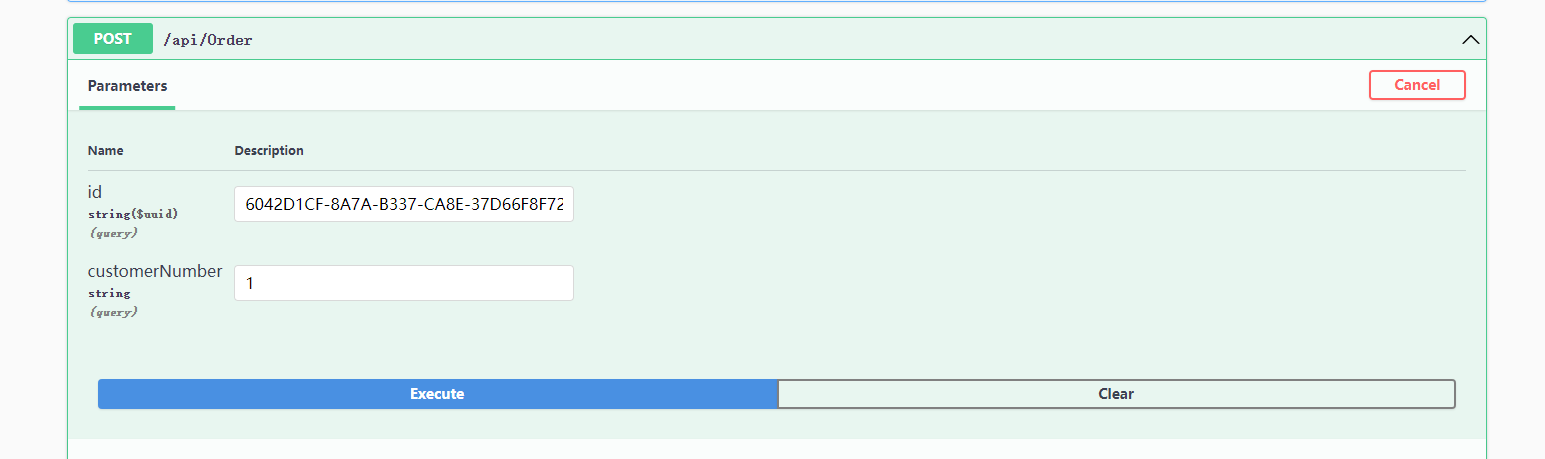 POST /api/Order
Parameters Cancel
Name Description
id 6042D1CF-8A7A-B337-CA8E-37D66F8F72
string($uuid)
(query)
customerNumber 1
string
(query)
Execute Clear